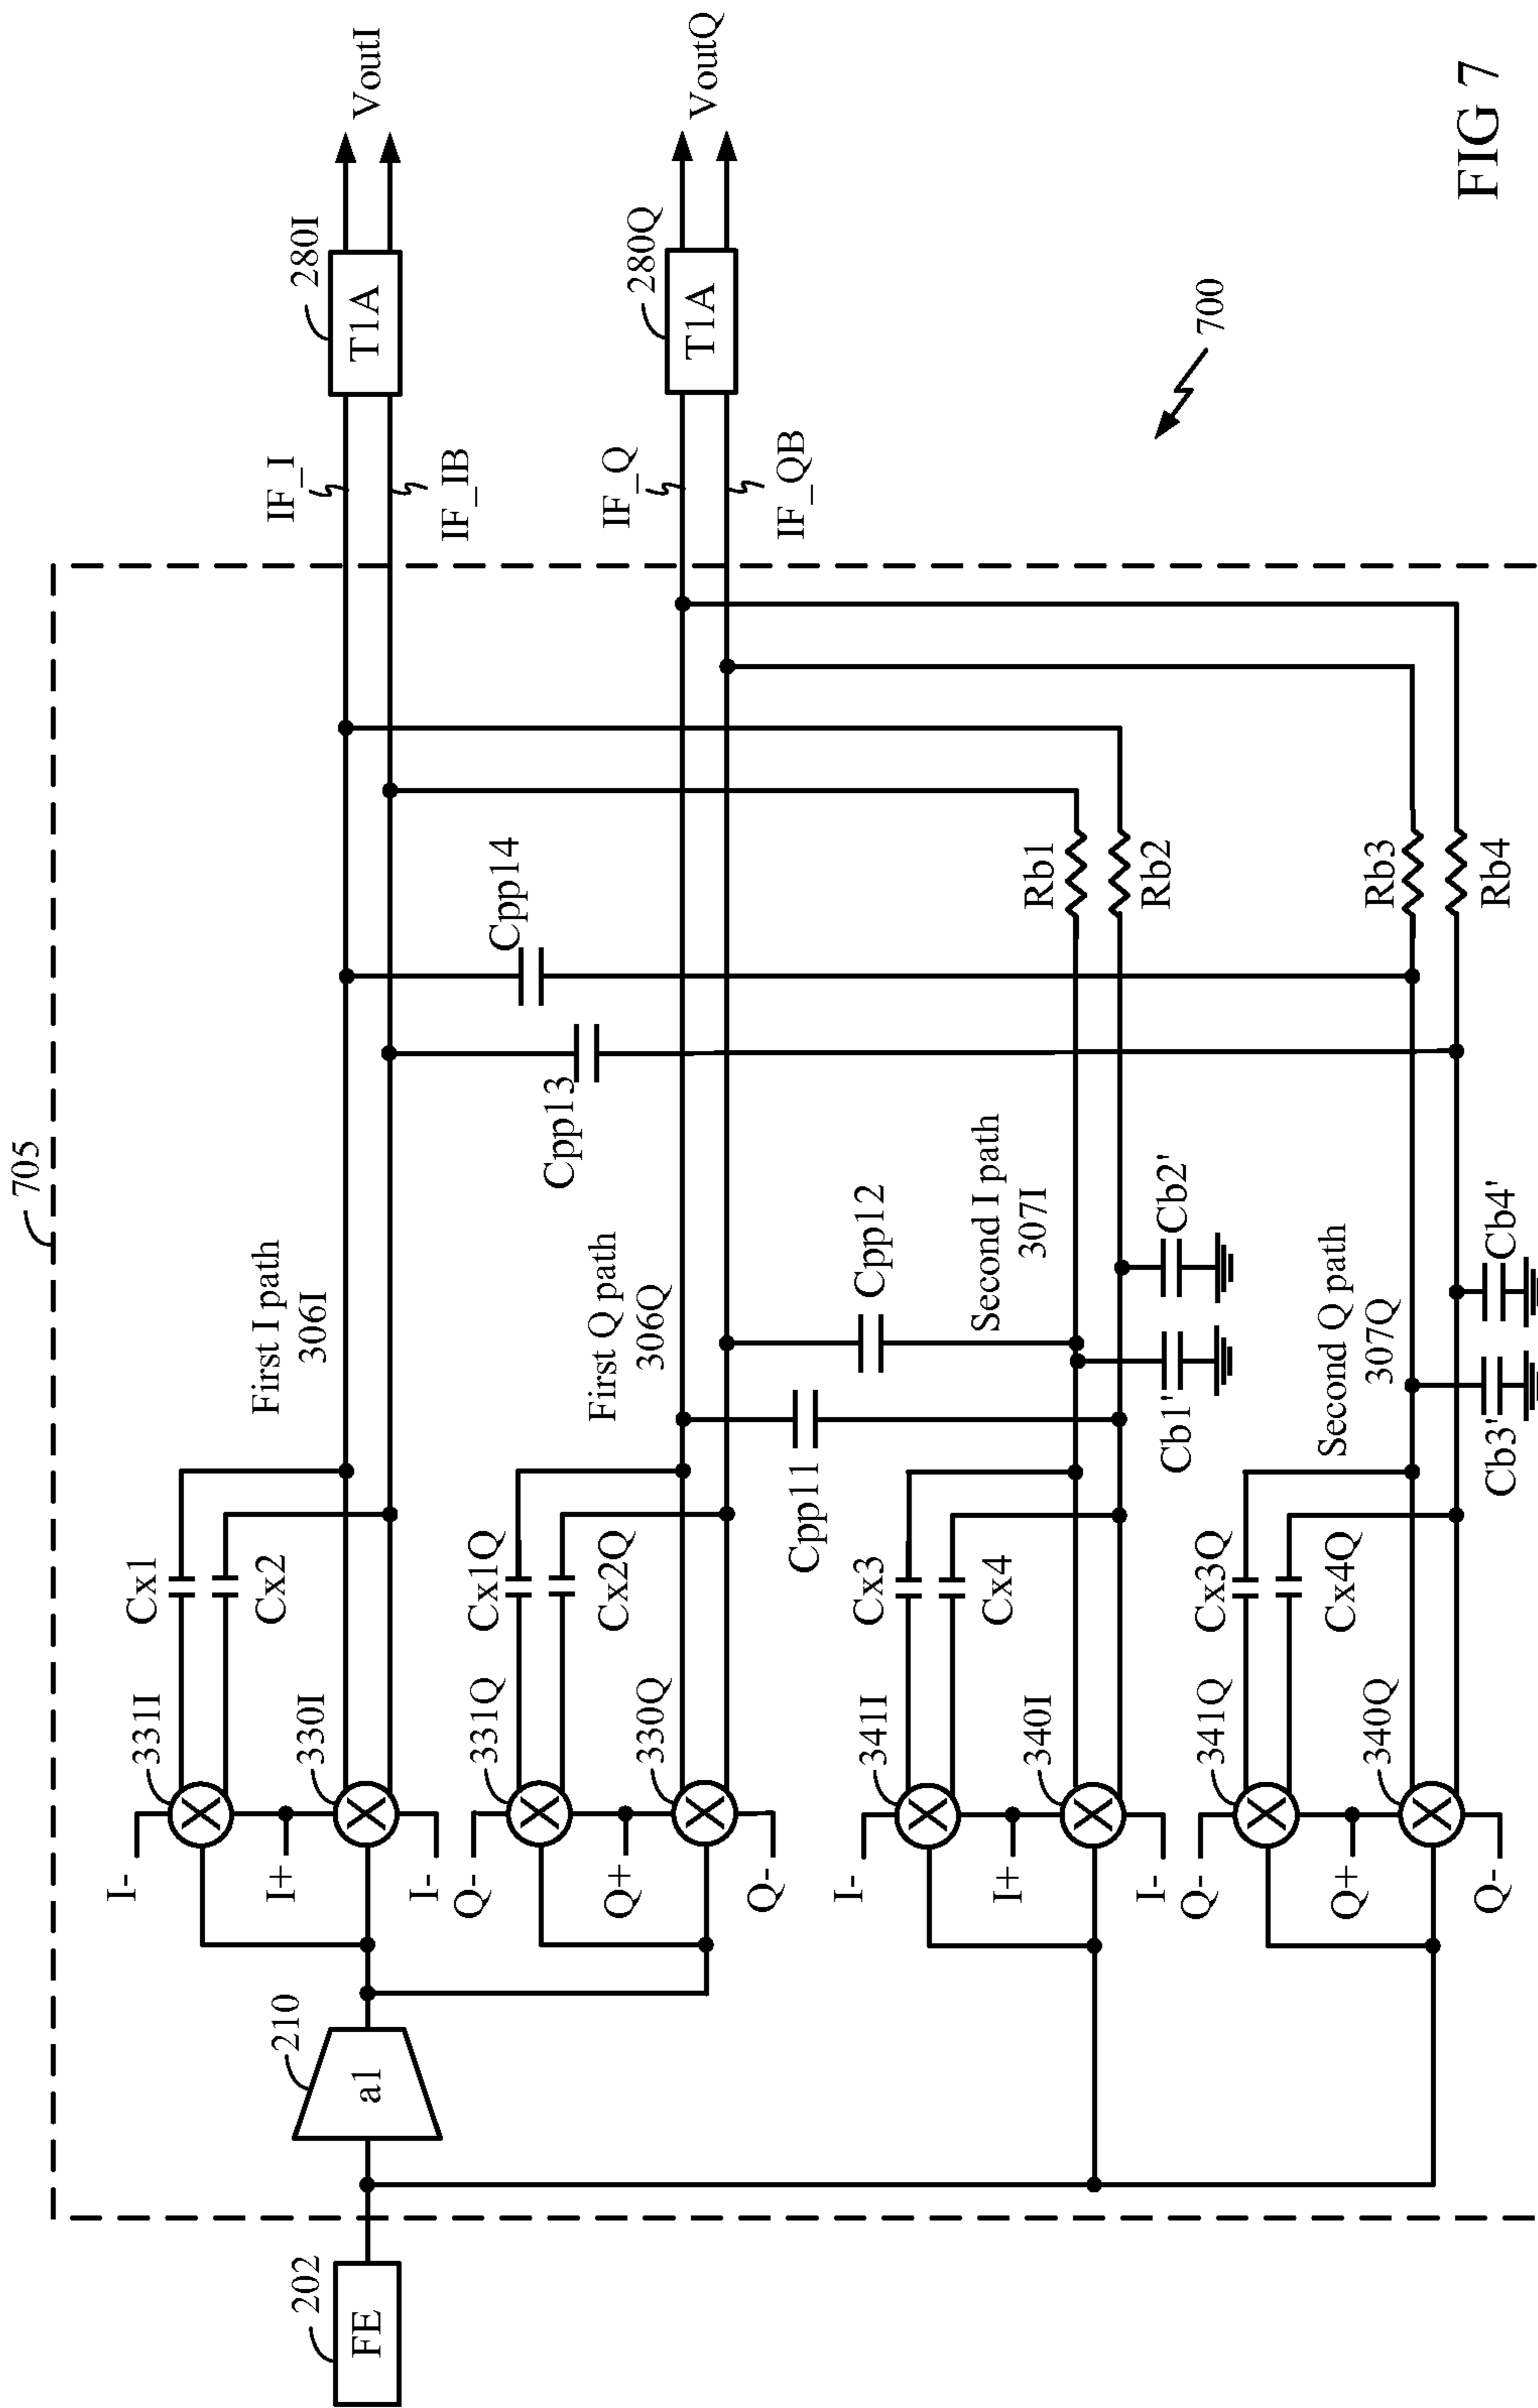 705
202
FE
210
a1
I-
331I
I+
330I
I-
Cx1
Cx2
First I path
306I
Q-
331Q
Q+
330Q
Q-
Cx1Q
Cx2Q
First Q path
306Q
Cpp14
Cpp13
Cpp12
Cpp11
IF_I
IF_IB
280I
T1A
VoutI
IF_Q
IF_QB
280Q
T1A
VoutQ
I-
341I
I+
340I
I-
Cx3
Cx4
Second I path
307I
Cb1'
Cb2'
Rb1
Rb2
Q-
341Q
Q+
340Q
Q-
Cx3Q
Cx4Q
Second Q path
307Q
Cb3'
Cb4'
Rb3
Rb4
700
FIG 7